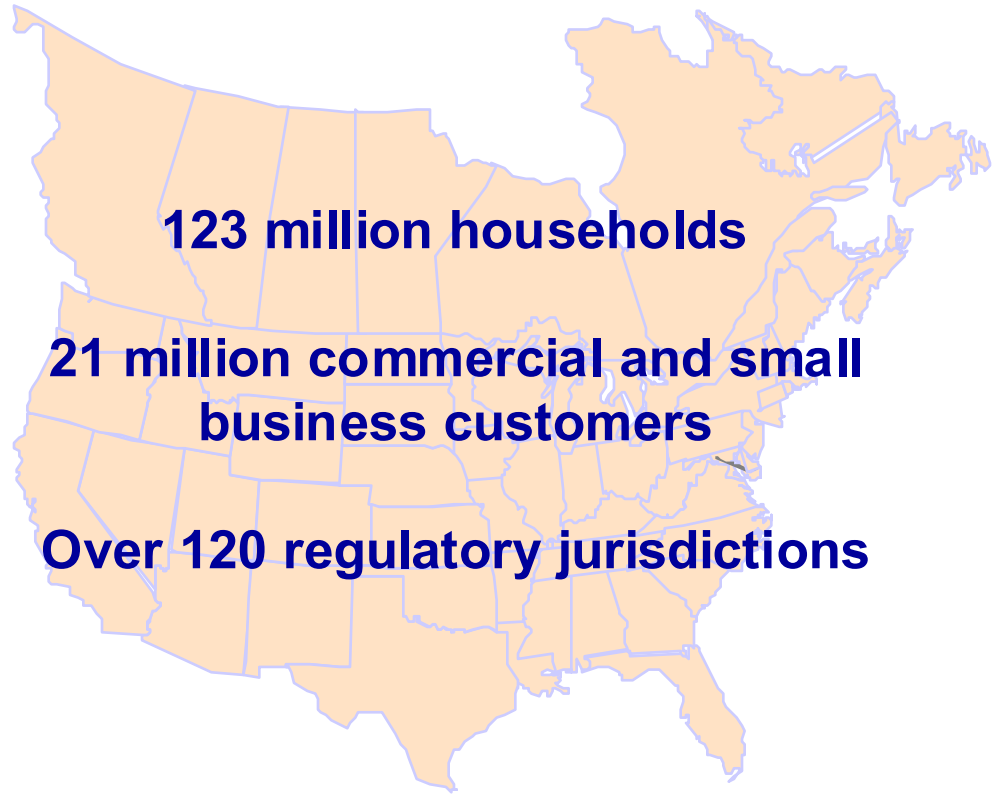 123 million households
21 million commercial and small
business customers
Over 120 regulatory jurisdictions